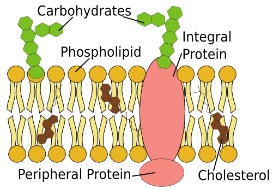 Carbohydrates
Phospholipid
Integral
Protein
Peripheral Protein
Cholesterol